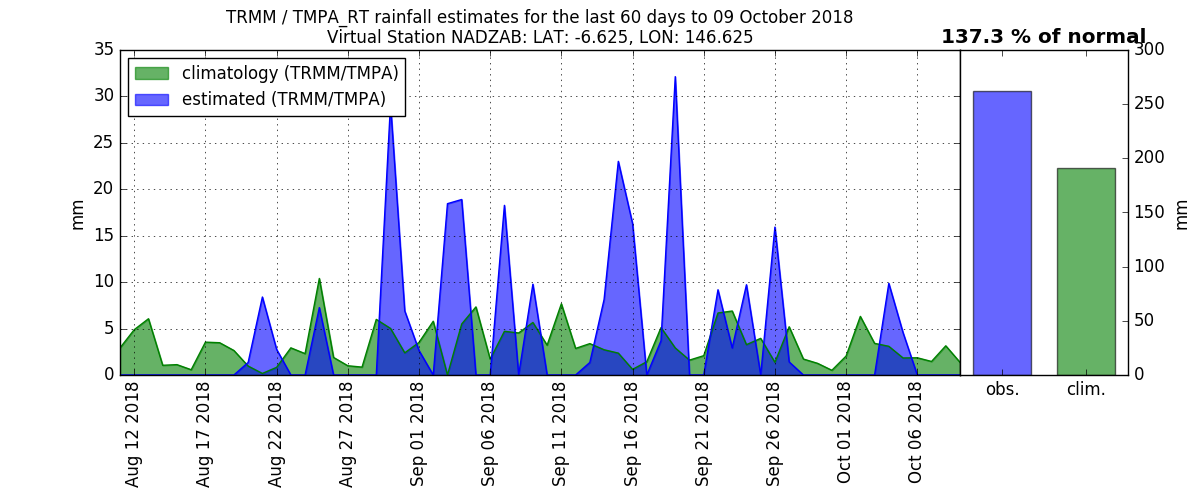 TRMM / TMPA_RT rainfall estimates for the last 60 days to 09 October 2018
Virtual Station NADZAB: LAT: -6.625, LON: 146.625
137.3 % of normal
climatology (TRMM/TMPA)
estimated (TRMM/TMPA)
35
30
25
20
15
10
5
0
mm
Aug 12 2018
Aug 17 2018
Aug 22 2018
Aug 27 2018
Sep 01 2018
Sep 06 2018
Sep 11 2018
Sep 16 2018
Sep 21 2018
Sep 26 2018
Oct 01 2018
Oct 06 2018
300
250
200
150
100
50
0
mm
obs.
clim.